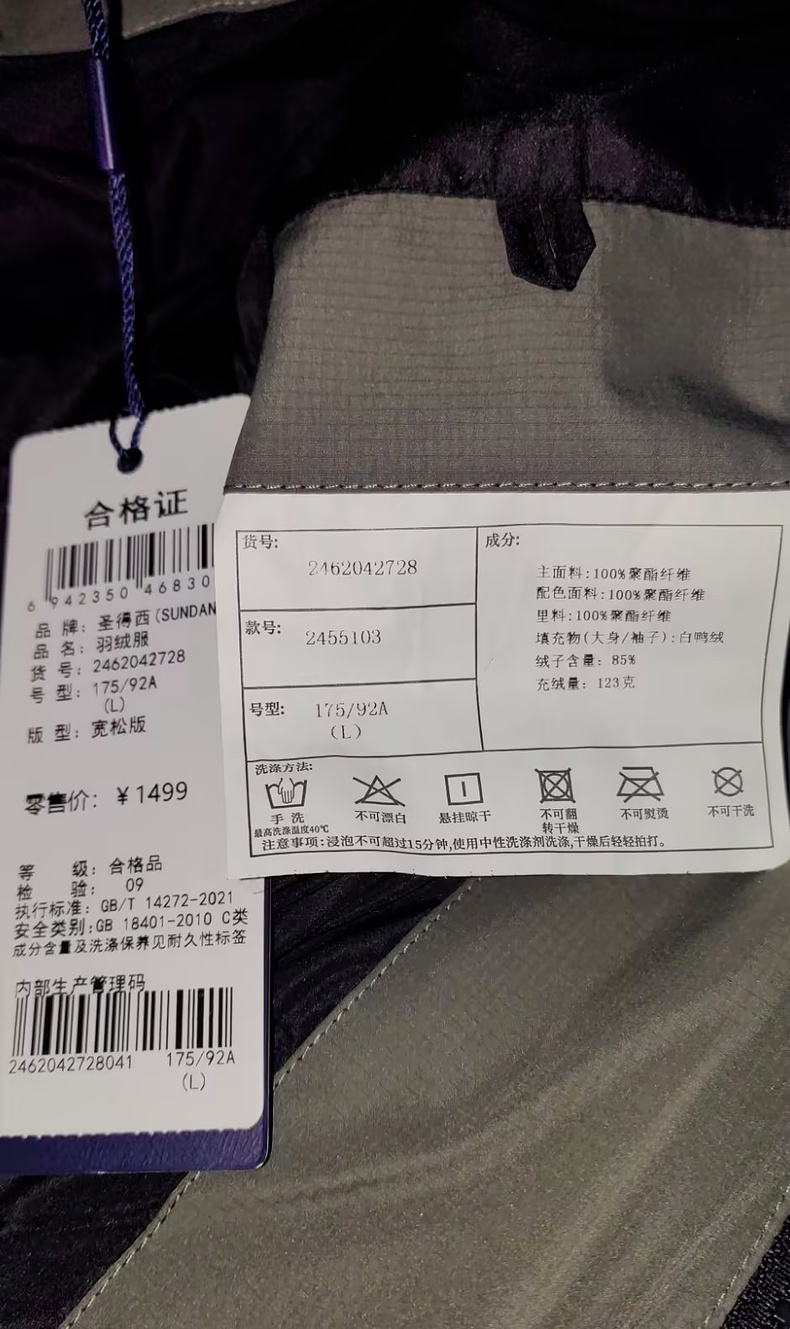 合格证
6 942350 46830
品 牌: 圣得西(SUNDAN
品 名: 羽绒服
货 号: 2462042728
号 型: 175/92A
(L)
版 型: 宽松版
零售价: ¥1499
等 级: 合格品
检 验: 09
执行标准: GB/T 14272-2021
安全类别:GB 18401-2010 C类
成分含量及洗涤保养见耐久性标签
内部生产管理码
2462042728041 175/92A
(L)
货号:
2462042728
款号:
2455103
号型: 175/92A
(L)
成分:
主面料:100%聚酯纤维
配色面料:100%聚酯纤维
里料:100%聚酯纤维
填充物(大身/袖子):白鸭绒
绒子含量: 85%
充绒量: 123克
洗涤方法:
手 洗
最高洗涤温度40℃
不可漂白
悬挂晾干
不可翻
转干燥
不可熨烫
不可干洗
注意事项:浸泡不可超过15分钟,使用中性洗涤剂洗涤,干燥后轻轻拍打。